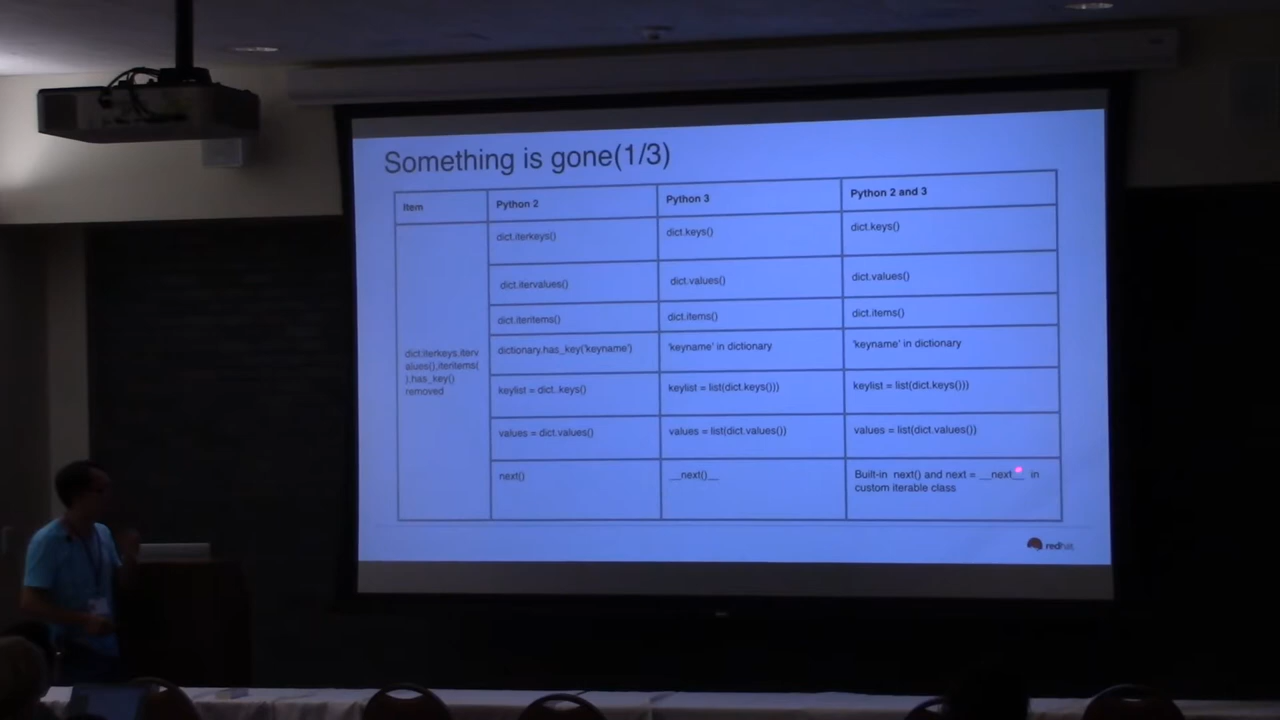 Something is gone(1/3)
Item
Python 2
Python 3
Python 2 and 3
dict.iterkeys,iterv
alues(),iteritems(
),has_key()
removed
dict.iterkeys()
dict.keys()
dict.keys()
dict.itervalues()
dict.values()
dict.values()
dict.iteritems()
dict.items()
dict.items()
dictionary.has_key('keyname')
'keyname' in dictionary
'keyname' in dictionary
keylist = dict..keys()
keylist = list(dict.keys()))
keylist = list(dict.keys()))
values = dict.values()
values = list(dict.values())
values = list(dict.values())
next()
__next()__
Built-in next() and next = __next__ in
custom iterable class
redhat.